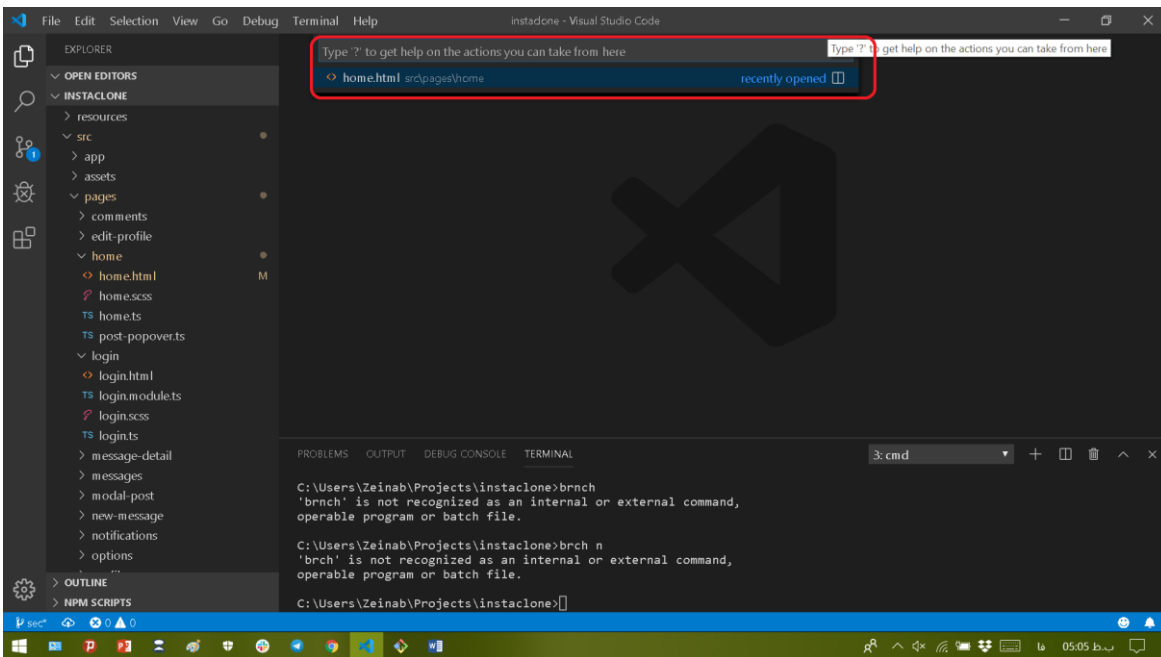 File Edit Selection View Go Debug Terminal Help
instaclone - Visual Studio Code
EXPLORER
OPEN EDITORS
INSTACLONE
resources
src
app
assets
pages
comments
edit-profile
home
home.html M
home.scss
TS home.ts
TS post-popover.ts
login
login.html
TS login.module.ts
login.scss
TS login.ts
message-detail
messages
modal-post
new-message
notifications
options
OUTLINE
NPM SCRIPTS
1
Type '?' to get help on the actions you can take from here
Type '?' to get help on the actions you can take from here
home.html src\pages\home recently opened
PROBLEMS OUTPUT DEBUG CONSOLE TERMINAL 3: cmd
C:\Users\Zeinab\Projects\instaclone>brnch
'brnch' is not recognized as an internal or external command,
operable program or batch file.
C:\Users\Zeinab\Projects\instaclone>brch n
'brch' is not recognized as an internal or external command,
operable program or batch file.
C:\Users\Zeinab\Projects\instaclone>
sec* 0 0
فا 05:05 ب.ظ